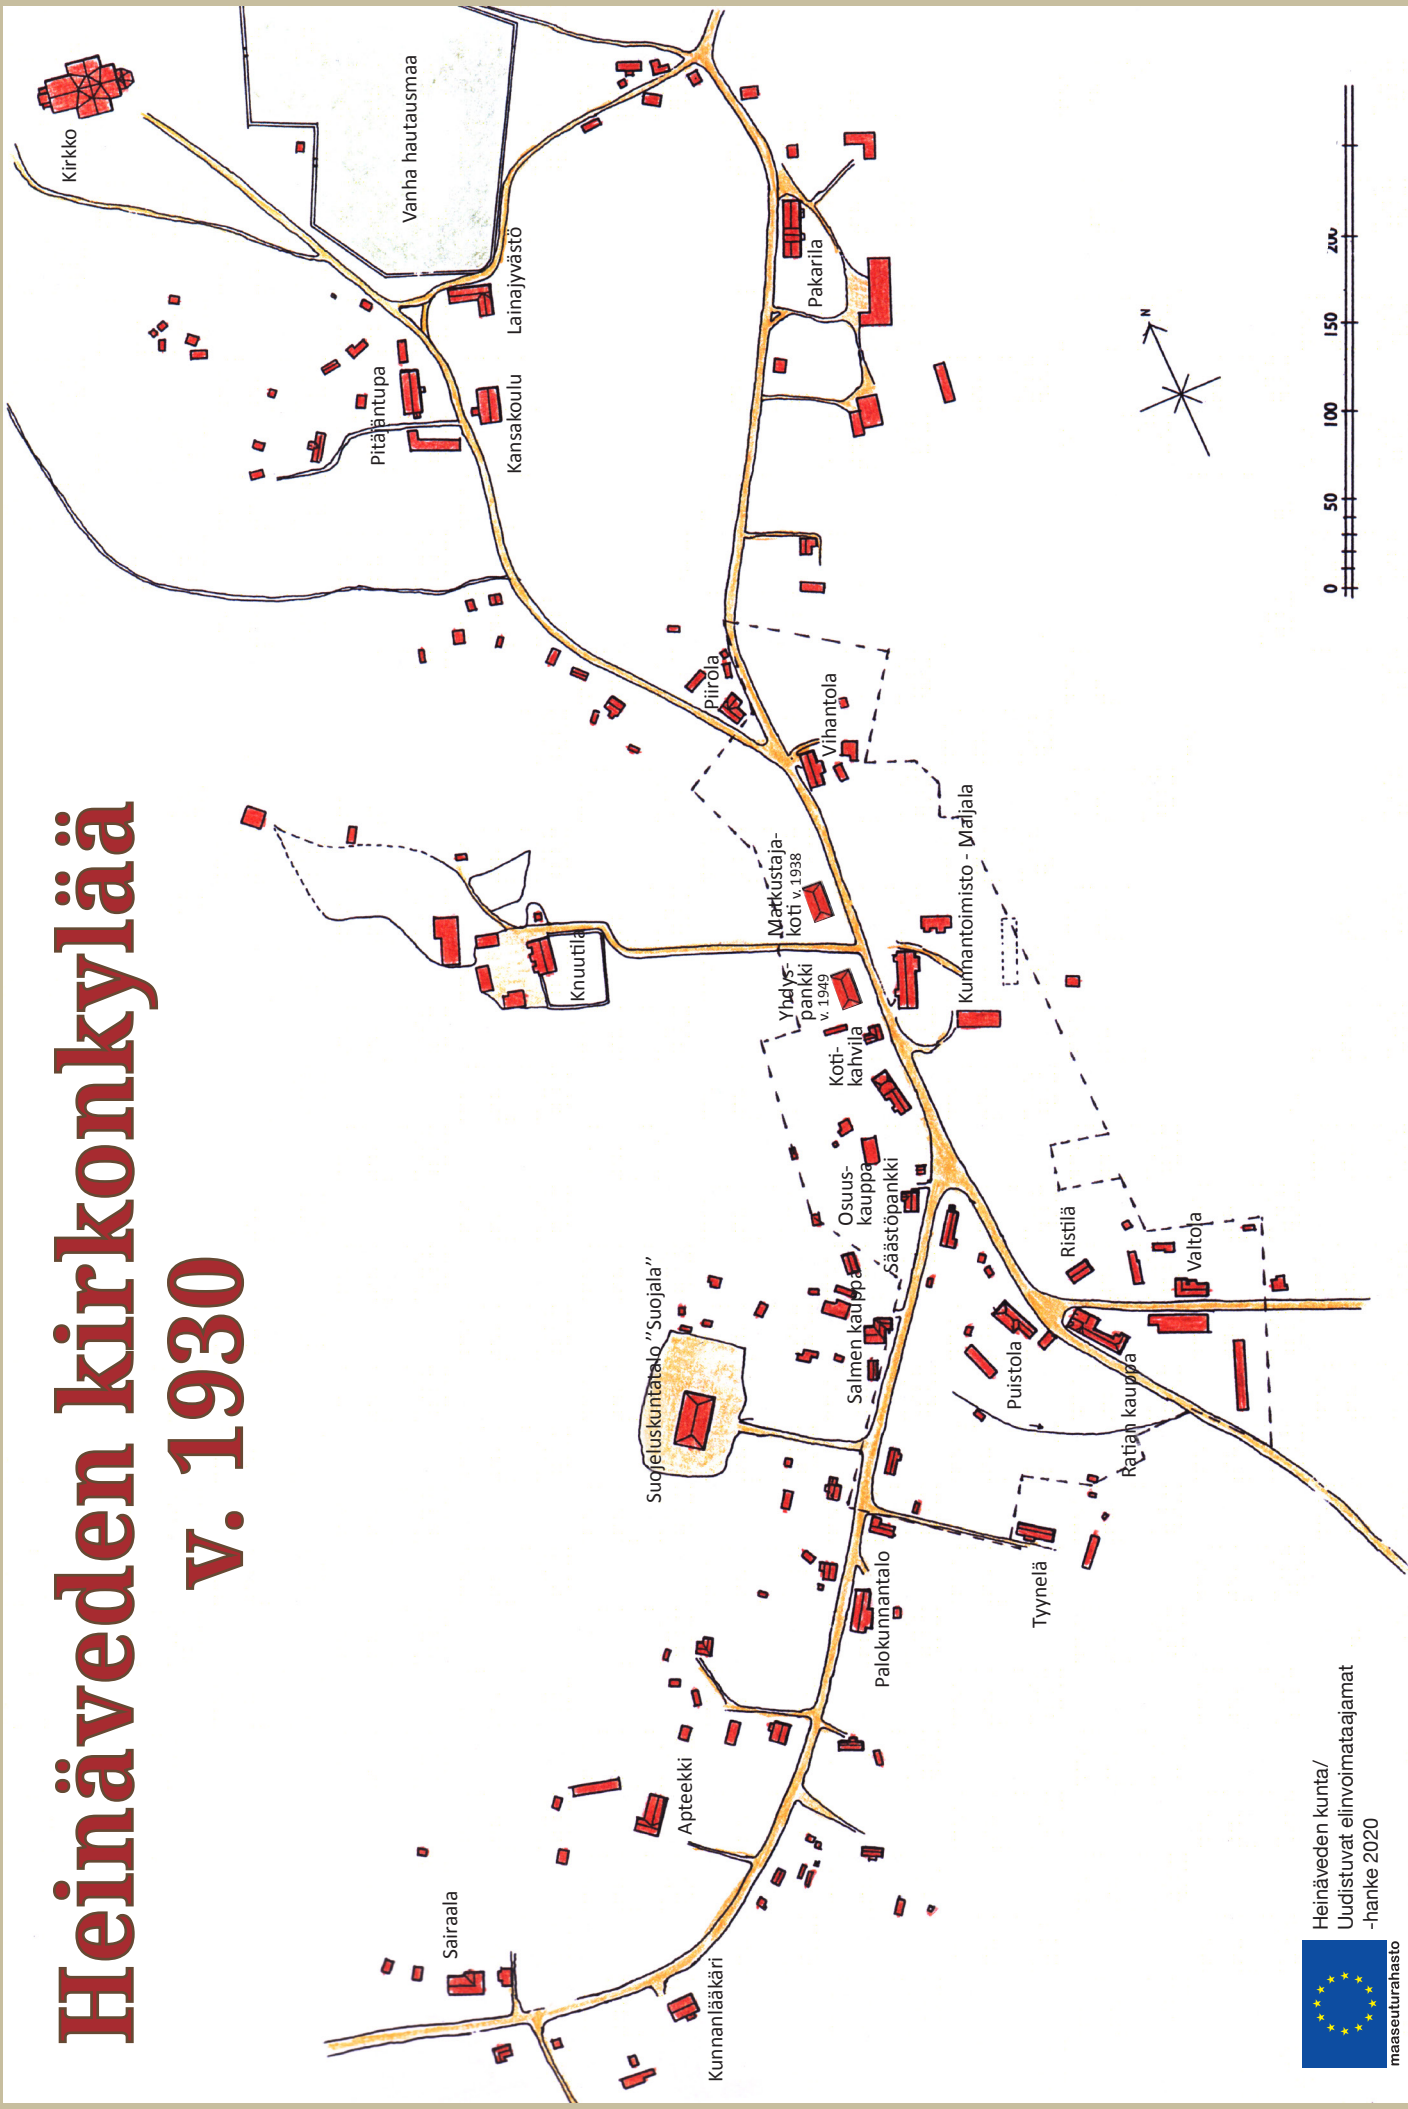 Heinäveden kirkonkylää
v. 1930
Kirkko
Vanha hautausmaa
Lainajyvästö
Pitäjäntupa
Kansakoulu
Pakarila
Piirola
Vihantola
Matkustaja-
koti v. 1938
Kunnantoimisto - Maijala
Knuutila
Yhdys-
pankki
v. 1949
Koti-
kahvila
Osuus-
kauppa
Säästöpankki
Suojeluskuntatalo "Suojala"
Salmen kauppa
Ristilä
Valtola
Puistola
Ratian kauppa
Tyynelä
Palokunnantalo
Apteekki
Sairaala
Kunnanlääkäri
N
0 50 100 150 200
Heinäveden kunta/
Uudistuvat elinvoimataajamat
-hanke 2020
maaseuturahasto